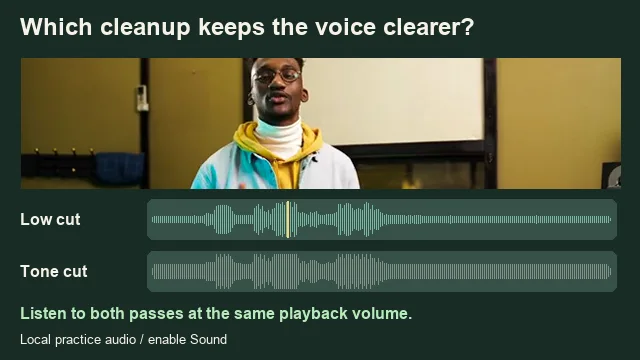 Which cleanup keeps the voice clearer?
Low cut
Tone cut
Listen to both passes at the same playback volume.
Local practice audio / enable Sound